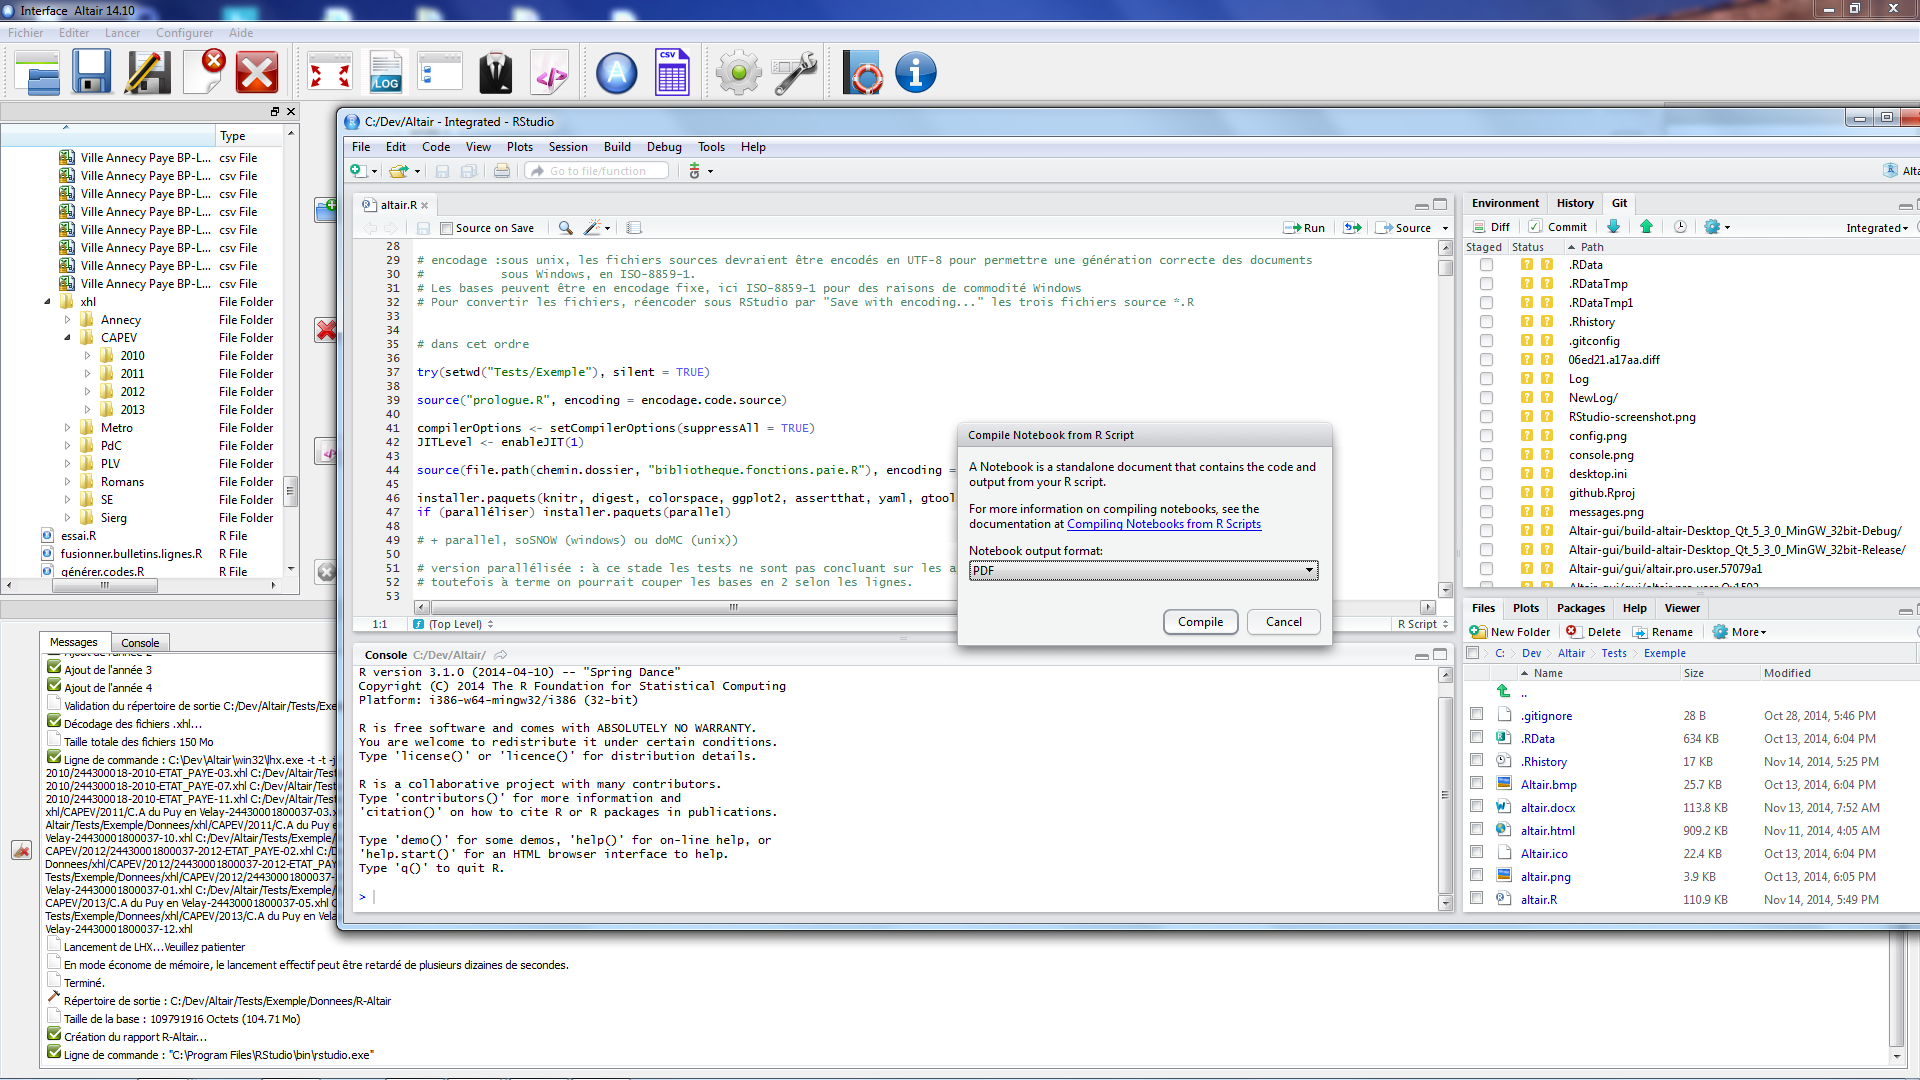 Interface Altair 14.10
Fichier Editer Lancer Configurer Aide
LOG
CSV
A
Type
Ville Annecy Paye BP-L... csv File
Ville Annecy Paye BP-L... csv File
Ville Annecy Paye BP-L... csv File
Ville Annecy Paye BP-L... csv File
Ville Annecy Paye BP-L... csv File
Ville Annecy Paye BP-L... csv File
Ville Annecy Paye BP-L... csv File
Ville Annecy Paye BP-L... csv File
xhl File Folder
Annecy File Folder
CAPEV File Folder
2010 File Folder
2011 File Folder
2012 File Folder
2013 File Folder
Metro File Folder
PdC File Folder
PLV File Folder
Romans File Folder
SE File Folder
Sierg File Folder
essai.R R File
fusionner.bulletins.lignes.R R File
générer.codes.R R File
C:/Dev/Altair - Integrated - RStudio
File Edit Code View Plots Session Build Debug Tools Help
Go to file/function
Alta
altair.R
Source on Save
Run
Source
28
29 # encodage :sous unix, les fichiers sources devraient être encodés en UTF-8 pour permettre une génération correcte des documents
30 # sous Windows, en ISO-8859-1.
31 # Les bases peuvent être en encodage fixe, ici ISO-8859-1 pour des raisons de commodité Windows
32 # Pour convertir les fichiers, réencoder sous RStudio par "Save with encoding..." les trois fichiers source *.R
33
34
35 # dans cet ordre
36
37 try(setwd("Tests/Exemple"), silent = TRUE)
38
39 source("prologue.R", encoding = encodage.code.source)
40
41 compilerOptions <- setCompilerOptions(suppressAll = TRUE)
42 JITLevel <- enableJIT(1)
43
44 source(file.path(chemin.dossier, "bibliotheque.fonctions.paie.R"), encoding =
45
46 installer.paquets(knitr, digest, colorspace, ggplot2, assertthat, yaml, gtool
47 if (paralléliser) installer.paquets(parallel)
48
49 # + parallel, soSNOW (windows) ou doMC (unix))
50
51 # version parallélisée : à ce stade les tests ne sont pas concluant sur les a
52 # toutefois à terme on pourrait couper les bases en 2 selon les lignes.
53
1:1 (Top Level) R Script
Compile Notebook from R Script
A Notebook is a standalone document that contains the code and
output from your R script.
For more information on compiling notebooks, see the
documentation at Compiling Notebooks from R Scripts
Notebook output format:
PDF
Compile Cancel
Console C:/Dev/Altair/
R version 3.1.0 (2014-04-10) -- "Spring Dance"
Copyright (C) 2014 The R Foundation for Statistical Computing
Platform: i386-w64-mingw32/i386 (32-bit)
R is free software and comes with ABSOLUTELY NO WARRANTY.
You are welcome to redistribute it under certain conditions.
Type 'license()' or 'licence()' for distribution details.
R is a collaborative project with many contributors.
Type 'contributors()' for more information and
'citation()' on how to cite R or R packages in publications.
Type 'demo()' for some demos, 'help()' for on-line help, or
'help.start()' for an HTML browser interface to help.
Type 'q()' to quit R.
>
Environment History Git
Diff Commit Integrated
Staged Status Path
.RData
.RDataTmp
.RDataTmp1
.Rhistory
.gitconfig
06ed21.a17aa.diff
Log
NewLog/
RStudio-screenshot.png
config.png
console.png
desktop.ini
github.Rproj
messages.png
Altair-gui/build-altair-Desktop_Qt_5_3_0_MinGW_32bit-Debug/
Altair-gui/build-altair-Desktop_Qt_5_3_0_MinGW_32bit-Release/
Altair-gui/gui/altair.pro.user.57079a1
Files Plots Packages Help Viewer
New Folder Delete Rename More
C: Dev Altair Tests Exemple
Name Size Modified
..
.gitignore 28 B Oct 28, 2014, 5:46 PM
.RData 634 KB Oct 13, 2014, 6:04 PM
.Rhistory 17 KB Nov 14, 2014, 5:25 PM
Altair.bmp 25.7 KB Oct 13, 2014, 6:04 PM
altair.docx 113.8 KB Nov 13, 2014, 7:52 AM
altair.html 909.2 KB Nov 11, 2014, 4:05 AM
Altair.ico 22.4 KB Oct 13, 2014, 6:04 PM
altair.png 3.9 KB Oct 13, 2014, 6:05 PM
altair.R 110.9 KB Nov 14, 2014, 5:49 PM
Messages Console
Ajout de l'année 2
Ajout de l'année 3
Ajout de l'année 4
Validation du répertoire de sortie C:/Dev/Altair/Tests/Exe
Décodage des fichiers .xhl...
Taille totale des fichiers 150 Mo
Ligne de commande : C:\Dev\Altair\win32\lhx.exe -t -t -j
2010/244300018-2010-ETAT_PAYE-03.xhl C:/Dev/Altair/Test
2010/244300018-2010-ETAT_PAYE-07.xhl C:/Dev/Altair/Test
2010/244300018-2010-ETAT_PAYE-11.xhl C:/Dev/Altair/Test
xhl/CAPEV/2011/C.A du Puy en Velay-24430001800037-03.x
Altair/Tests/Exemple/Donnees/xhl/CAPEV/2011/C.A du Puy e
Velay-24430001800037-10.xhl C:/Dev/Altair/Tests/Exemple/
CAPEV/2012/24430001800037-2012-ETAT_PAYE-02.xhl C:/D
Donnees/xhl/CAPEV/2012/24430001800037-2012-ETAT_PAY
Tests/Exemple/Donnees/xhl/CAPEV/2012/24430001800037-
Velay-24430001800037-01.xhl C:/Dev/Altair/Tests/Exemple/
CAPEV/2013/C.A du Puy en Velay-24430001800037-05.xhl C
Tests/Exemple/Donnees/xhl/CAPEV/2013/C.A du Puy en Vela
Velay-24430001800037-12.xhl
Lancement de LHX...Veuillez patienter
En mode économe de mémoire, le lancement effectif peut être retardé de plusieurs dizaines de secondes.
Terminé.
Répertoire de sortie : C:/Dev/Altair/Tests/Exemple/Donnees/R-Altair
Taille de la base : 109791916 Octets (104.71 Mo)
Création du rapport R-Altair...
Ligne de commande : "C:\Program Files\RStudio\bin\rstudio.exe"